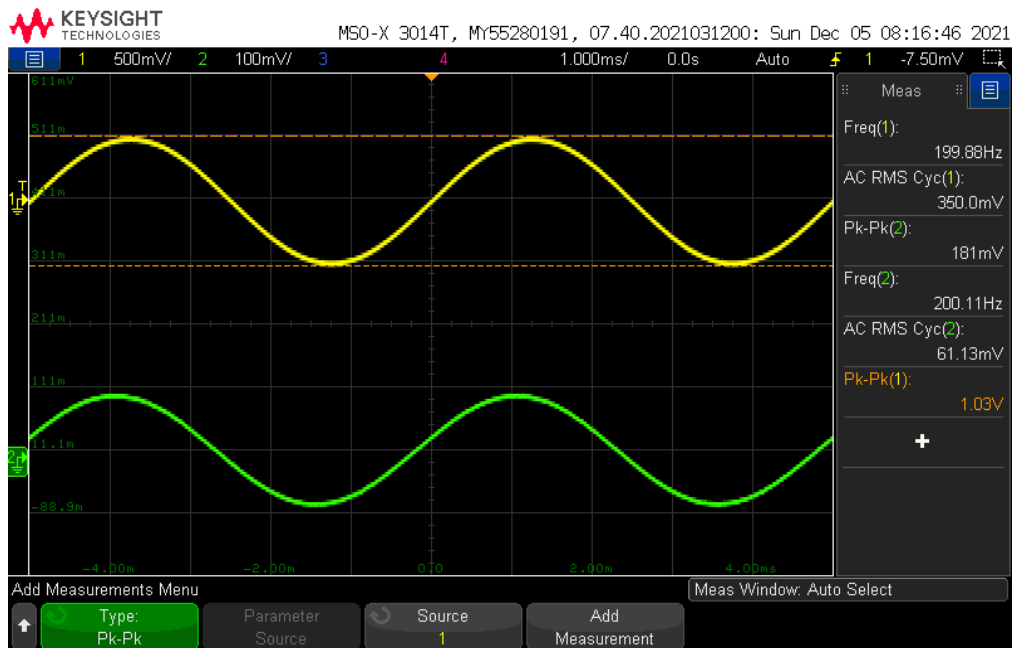 KEYSIGHT
TECHNOLOGIES
MSO-X 3014T, MY55280191, 07.40.2021031200: Sun Dec 05 08:16:46 2021
1 500mV/ 2 100mV/ 3 4 1.000ms/ 0.0s Auto 1 -7.50mV
611mV
511m
311m
211m
111m
11.1m
-88.9m
T
1
2
-4.00m -2.00m 0.0 2.00m 4.00ms
Meas
Freq(1):
199.88Hz
AC RMS Cyc(1):
350.0mV
Pk-Pk(2):
181mV
Freq(2):
200.11Hz
AC RMS Cyc(2):
61.13mV
Pk-Pk(1):
1.03V
+
Add Measurements Menu
Meas Window: Auto Select
Type:
Pk-Pk
Parameter
Source
Source
1
Add
Measurement